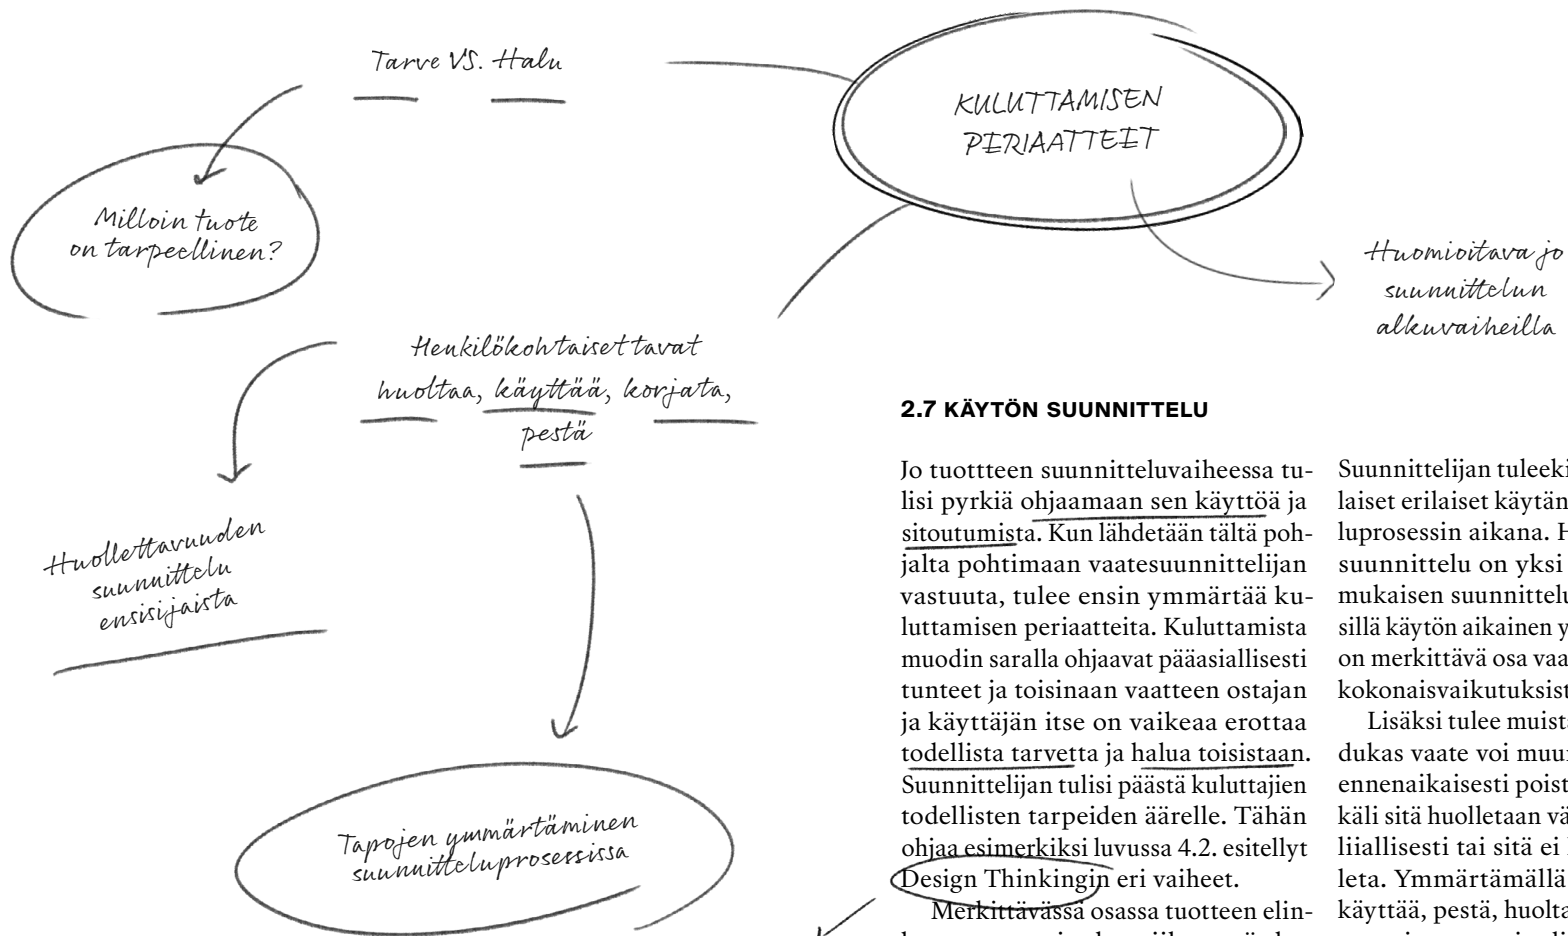 Tarve VS. Halu
KULUTTAMISEN
PERIAATTEET
Milloin tuote
on tarpeellinen?
Huomioitava jo
suunnittelun
alkuvaiheilla
Henkilökohtaiset tavat
huoltaa, käyttää, korjata,
pestä
Huollettavuuden
suunnittelu
ensisijaista
Tapojen ymmärtäminen
suunnitteluprosessissa
2.7 KÄYTÖN SUUNNITTELU
Jo tuottteen suunnitteluvaiheessa tu-
lisi pyrkiä ohjaamaan sen käyttöä ja
sitoutumista. Kun lähdetään tältä poh-
jalta pohtimaan vaatesuunnittelijan
vastuuta, tulee ensin ymmärtää ku-
luttamisen periaatteita. Kuluttamista
muodin saralla ohjaavat pääasiallisesti
tunteet ja toisinaan vaatteen ostajan
ja käyttäjän itse on vaikeaa erottaa
todellista tarvetta ja halua toisistaan.
Suunnittelijan tulisi päästä kuluttajien
todellisten tarpeiden äärelle. Tähän
ohjaa esimerkiksi luvussa 4.2. esitellyt
Design Thinkingin eri vaiheet.
Merkittävässä osassa tuotteen elin-
Suunnittelijan tuleeki
laiset erilaiset käytän
luprosessin aikana. H
suunnittelu on yksi
mukaisen suunnittelu
sillä käytön aikainen y
on merkittävä osa vaa
kokonaisvaikutuksist
Lisäksi tulee muist
dukas vaate voi muu
ennenaikaisesti poist
käli sitä huolletaan vä
liiallisesti tai sitä ei
leta. Ymmärtämällä
käyttää, pestä, huolta